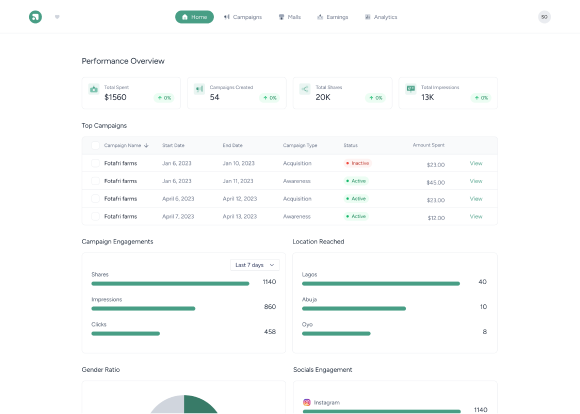 Home Campaigns Malls Earnings Analytics SO
Performance Overview
Total Spent
$1560
0%
Campaigns Created
54
0%
Total Shares
20K
0%
Total Impressions
13K
0%
Top Campaigns
Campaign Name Start Date End Date Campaign Type Status Amount Spent
Fotafri farms Jan 6, 2023 Jan 10, 2023 Acquisition Inactive $23.00 View
Fotafri farms Jan 6, 2023 Jan 11, 2023 Awareness Active $45.00 View
Fotafri farms April 6, 2023 April 12, 2023 Acquisition Active $23.00 View
Fotafri farms April 7, 2023 April 13, 2023 Awareness Active $12.00 View
Campaign Engagements
Last 7 days
Shares
1140
Impressions
860
Clicks
458
Location Reached
Lagos
40
Abuja
10
Oyo
8
Gender Ratio
Socials Engagement
Instagram
1140